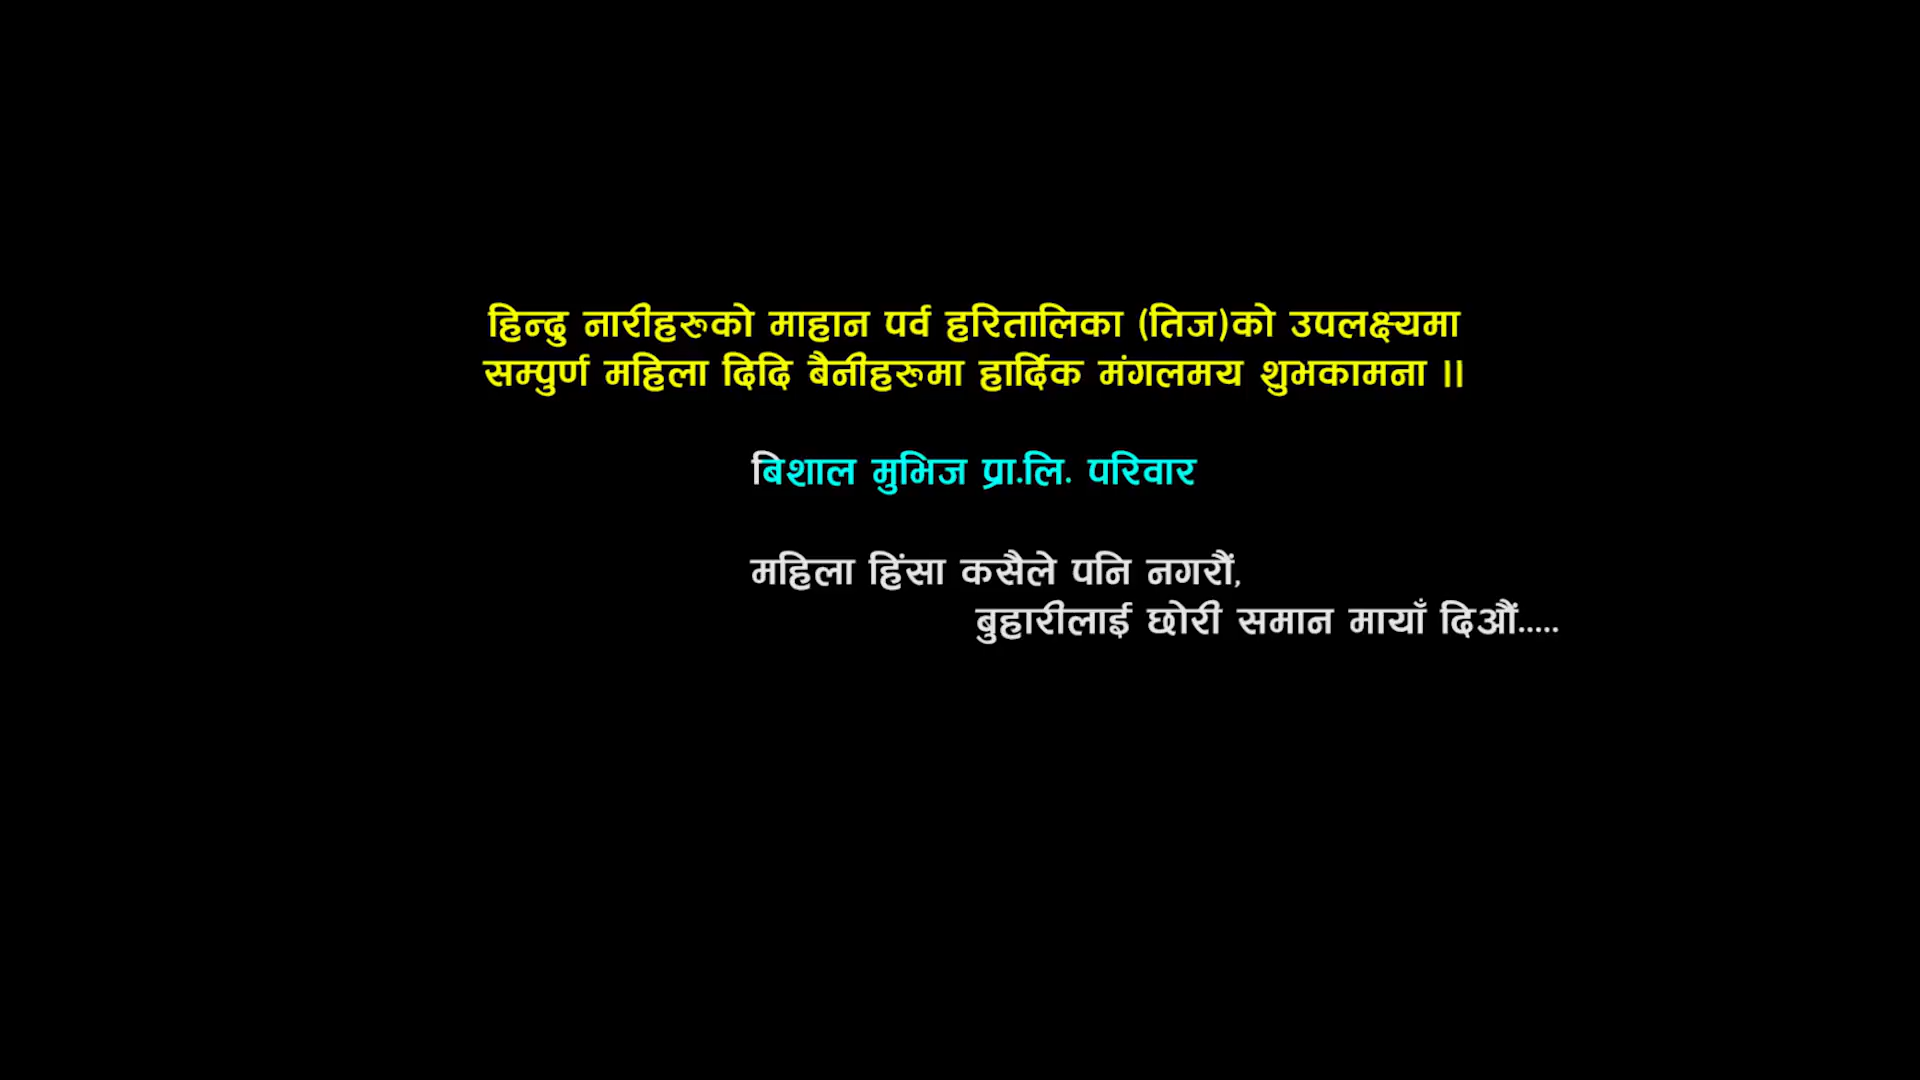 हिन्दु नारीहरुको माहान पर्व हरितालिका (तिज)को उपलक्ष्यमा
सम्पुर्ण महिला दिदि बैनीहरुमा हार्दिक मंगलमय शुभकामना ।।
बिशाल मुभिज प्रा.लि. परिवार
महिला हिंसा कसैले पनि नगरौं,
बुहारीलाई छोरी समान मायाँ दिऔं.....